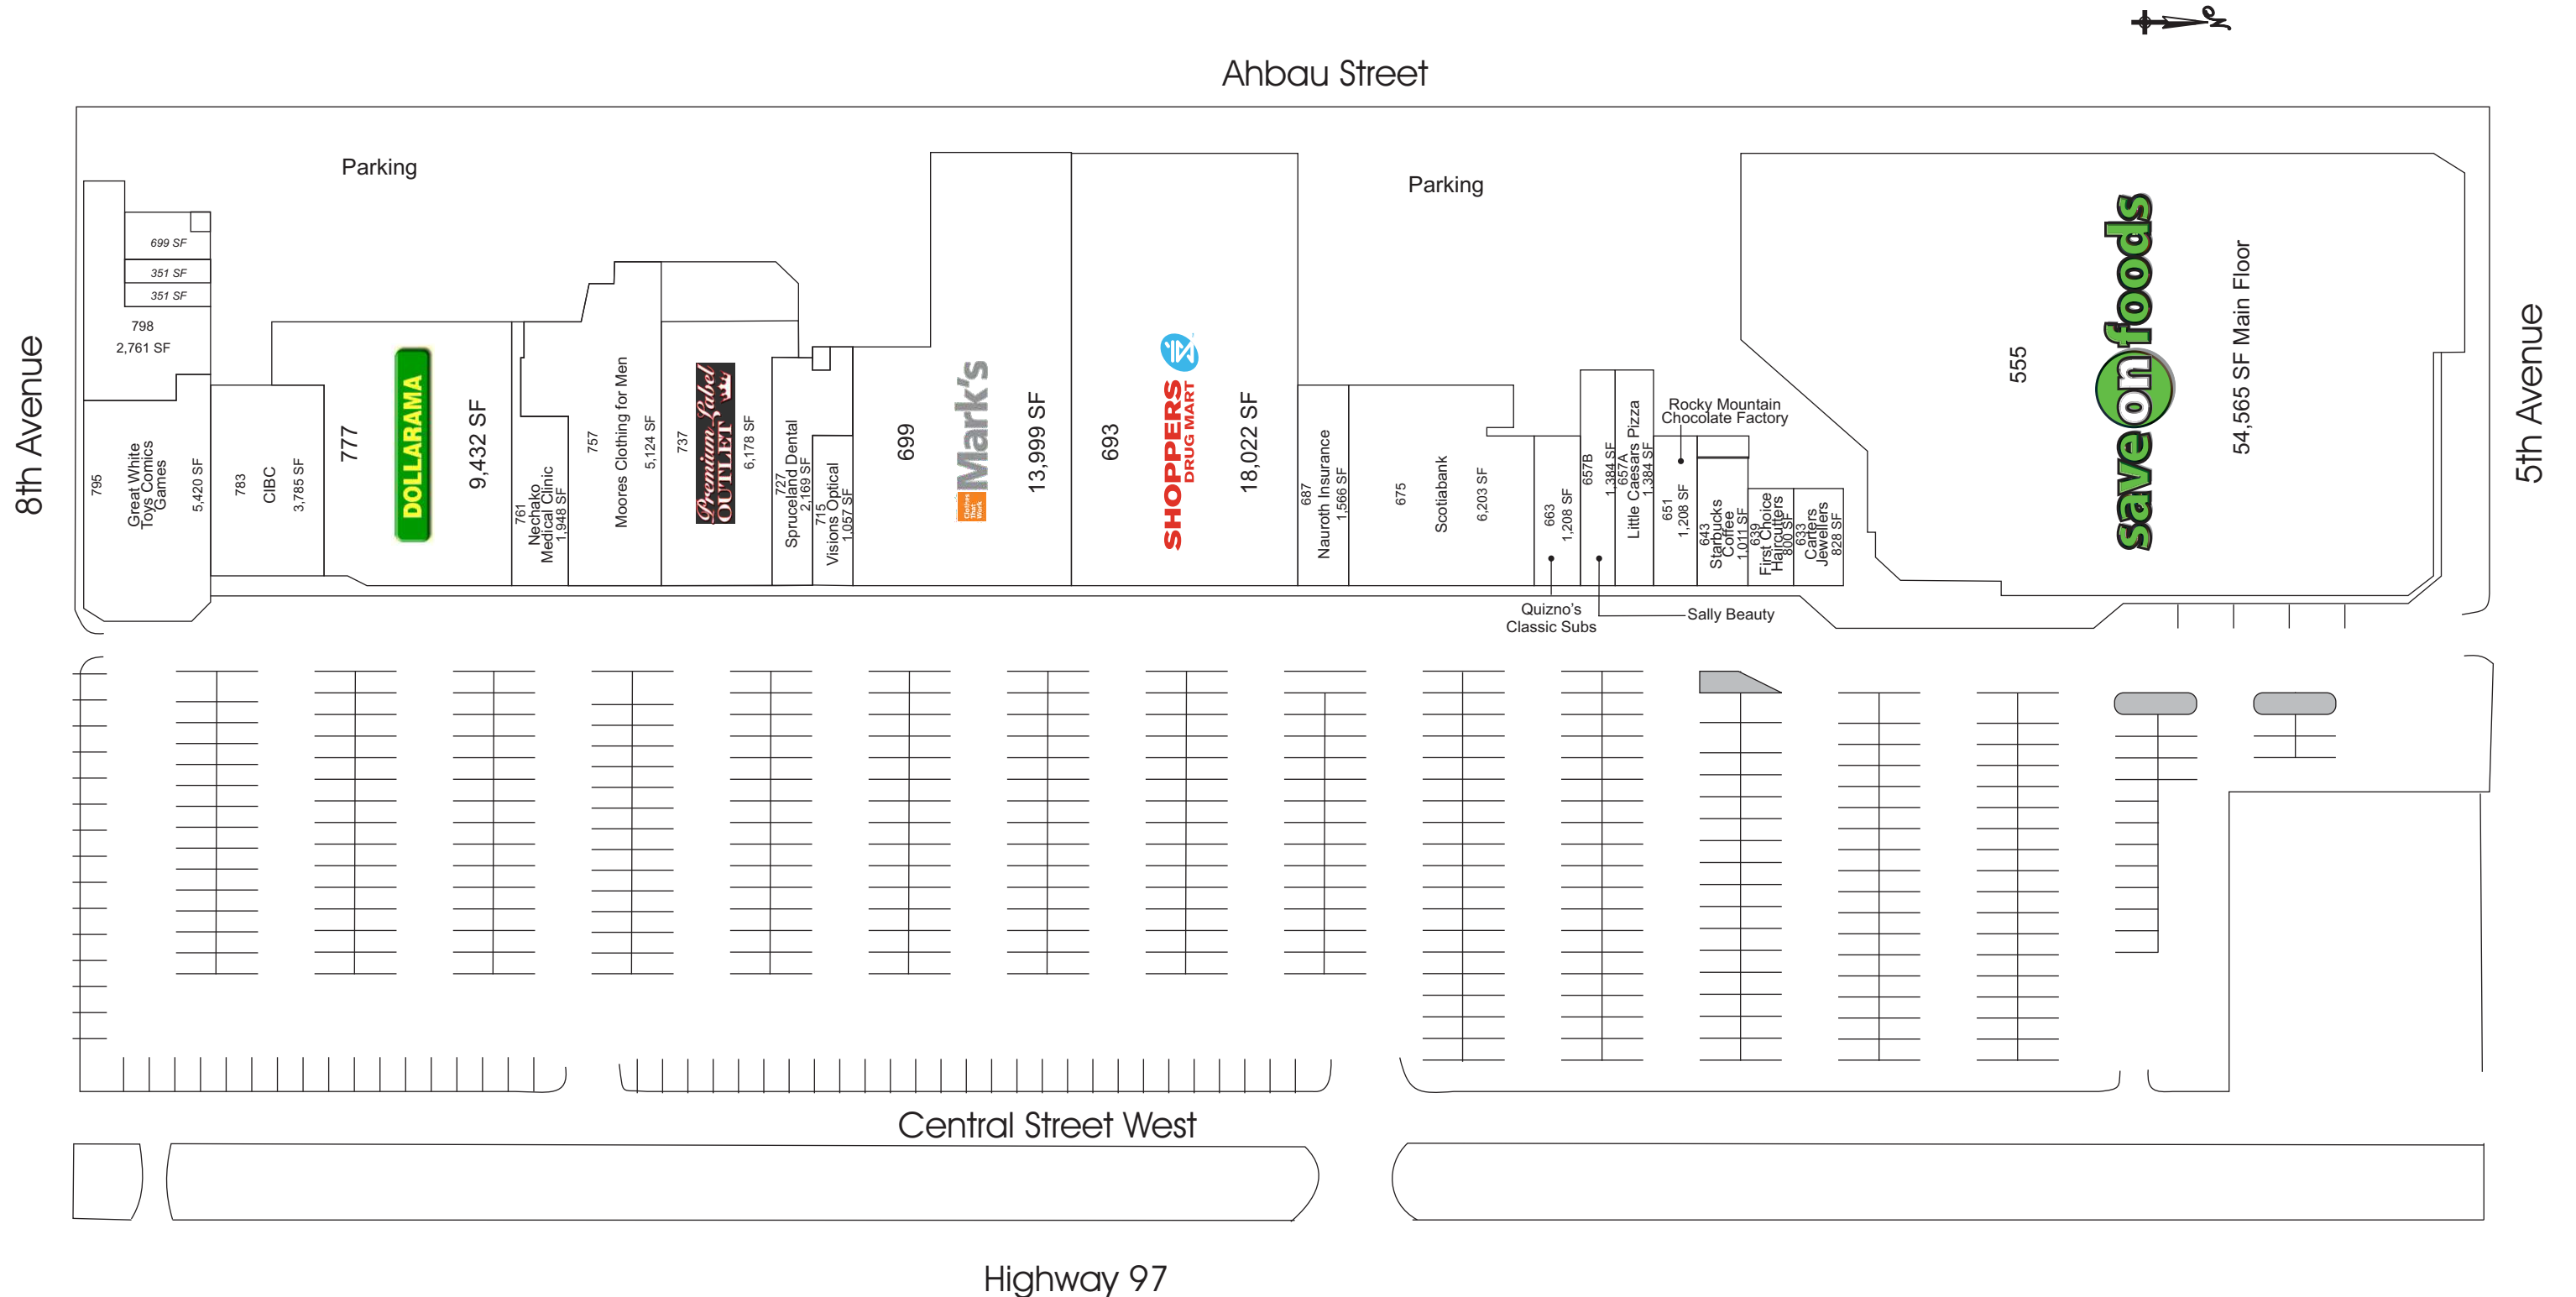 Ahbau Street
8th Avenue
5th Avenue
Parking
Parking
699 SF
351 SF
351 SF
798
2,761 SF
795
Great White
Toys Comics
Games
5,420 SF
783
CIBC
3,785 SF
777
DOLLARAMA
9,432 SF
761
Nechako
Medical Clinic
1,948 SF
757
Moores Clothing for Men
5,124 SF
737
Premium Label
OUTLET
6,178 SF
727
Spruceland Dental
2,169 SF
715
Visions Optical
1,057 SF
699
Clothes
That
Work
Mark's
13,999 SF
693
SHOPPERS
DRUG MART
18,022 SF
687
Nauroth Insurance
1,566 SF
675
Scotiabank
6,203 SF
663
1,208 SF
Quizno's
Classic Subs
657B
1,384 SF
Sally Beauty
657A
Little Caesars Pizza
1,384 SF
Rocky Mountain
Chocolate Factory
651
1,208 SF
643
Starbucks
Coffee
1,011 SF
639
First Choice
Haircutters
800 SF
633
Carters
Jewellers
828 SF
555
save on foods
54,565 SF Main Floor
Central Street West
Highway 97